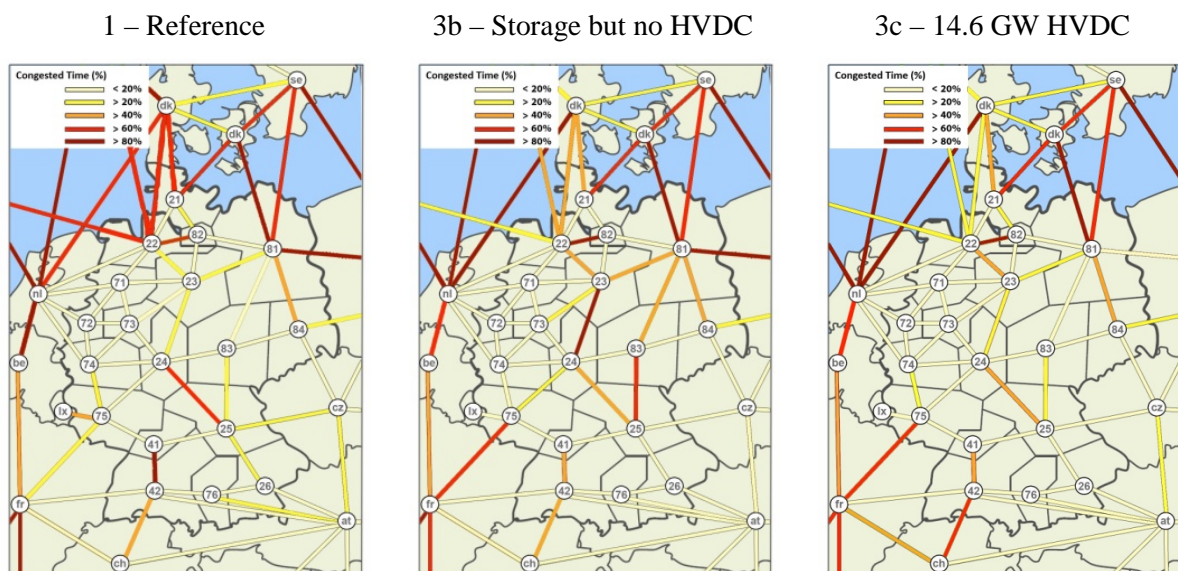 1 – Reference
3b – Storage but no HVDC
3c – 14.6 GW HVDC
Congested Time (%)
< 20%
> 20%
> 40%
> 60%
> 80%
se
dk
dk
21
22
82
81
71
23
nl
72
73
84
24
83
74
be
lx
75
cz
25
41
42
76
26
fr
at
ch
Congested Time (%)
< 20%
> 20%
> 40%
> 60%
> 80%
se
dk
dk
21
22
82
81
71
23
nl
72
73
84
24
83
74
be
lx
75
cz
25
41
42
76
26
fr
at
ch
Congested Time (%)
< 20%
> 20%
> 40%
> 60%
> 80%
se
dk
dk
21
22
82
81
71
23
nl
72
73
84
24
83
74
be
lx
75
cz
25
41
42
76
26
fr
at
ch